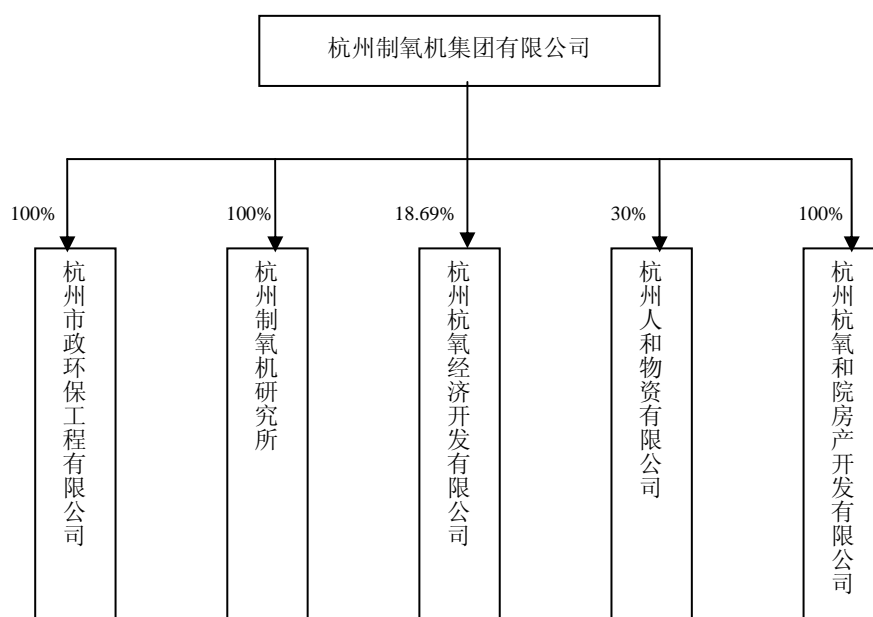 杭州制氧机集团有限公司
100%
100%
18.69%
30%
100%
杭州市政环保工程有限公司
杭州制氧机研究所
杭州杭氧经济开发有限公司
杭州人和物资有限公司
杭州杭氧和院房产开发有限公司